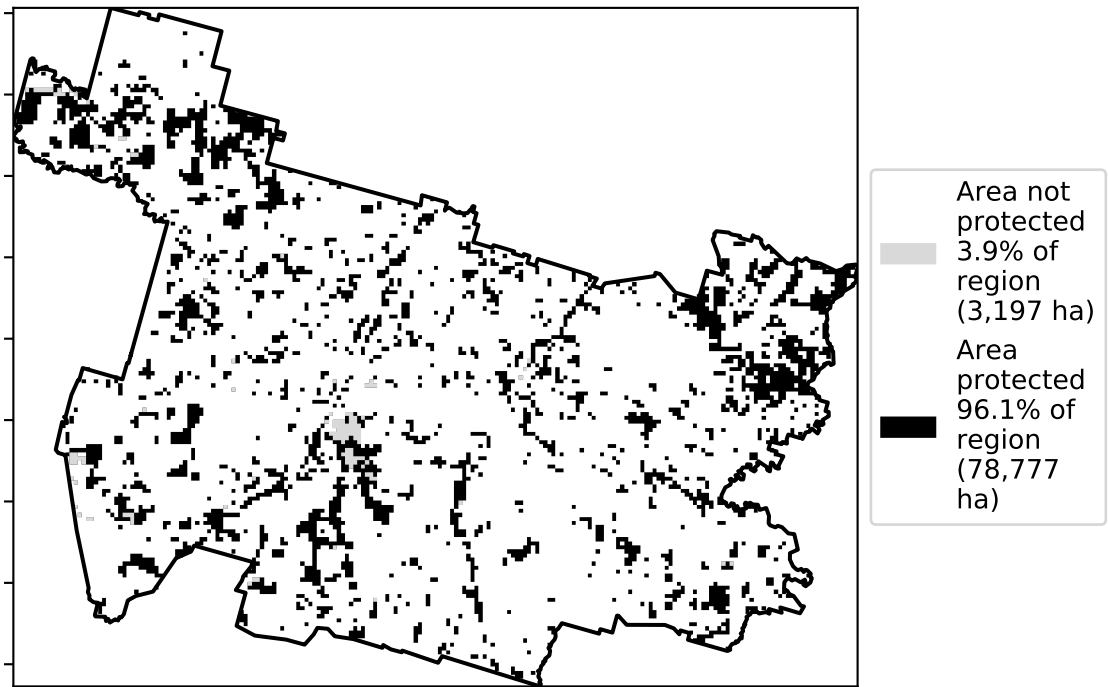 Area not
protected
3.9% of
region
(3,197 ha)
Area
protected
96.1% of
region
(78,777
ha)